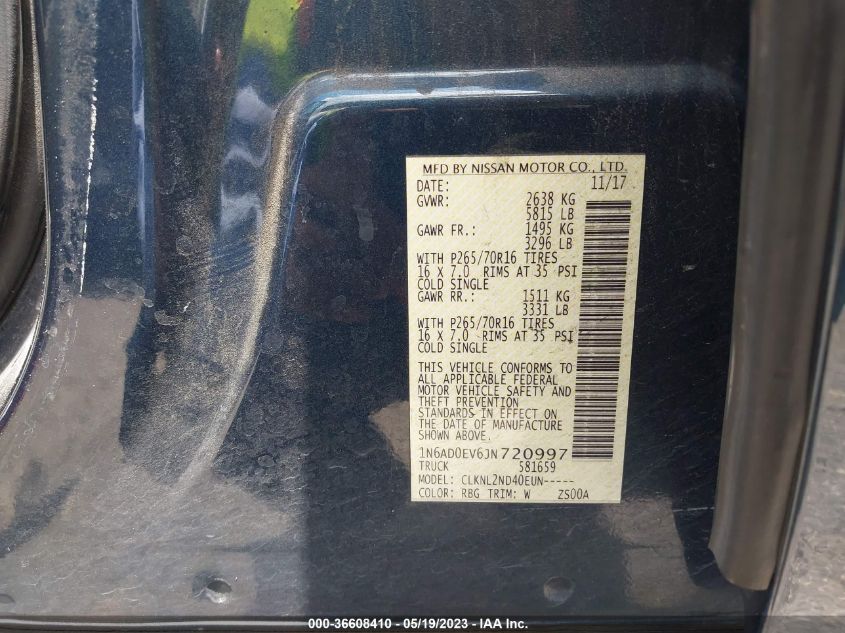 MFD BY NISSAN MOTOR CO., LTD.
DATE: 11/17
GVWR: 2638 KG
5815 LB
GAWR FR.: 1495 KG
3296 LB
WITH P265/70R16 TIRES
16 X 7.0 RIMS AT 35 PSI
COLD SINGLE
GAWR RR.: 1511 KG
3331 LB
WITH P265/70R16 TIRES
16 X 7.0 RIMS AT 35 PSI
COLD SINGLE
THIS VEHICLE CONFORMS TO
ALL APPLICABLE FEDERAL
MOTOR VEHICLE SAFETY AND
THEFT PREVENTION
STANDARDS IN EFFECT ON
THE DATE OF MANUFACTURE
SHOWN ABOVE.
1N6AD0EV6JN720997
TRUCK 581659
MODEL: CLKNL2ND40EUN-----
COLOR: RBG TRIM: W ZS00A
000-36608410 - 05/19/2023 - IAA Inc.